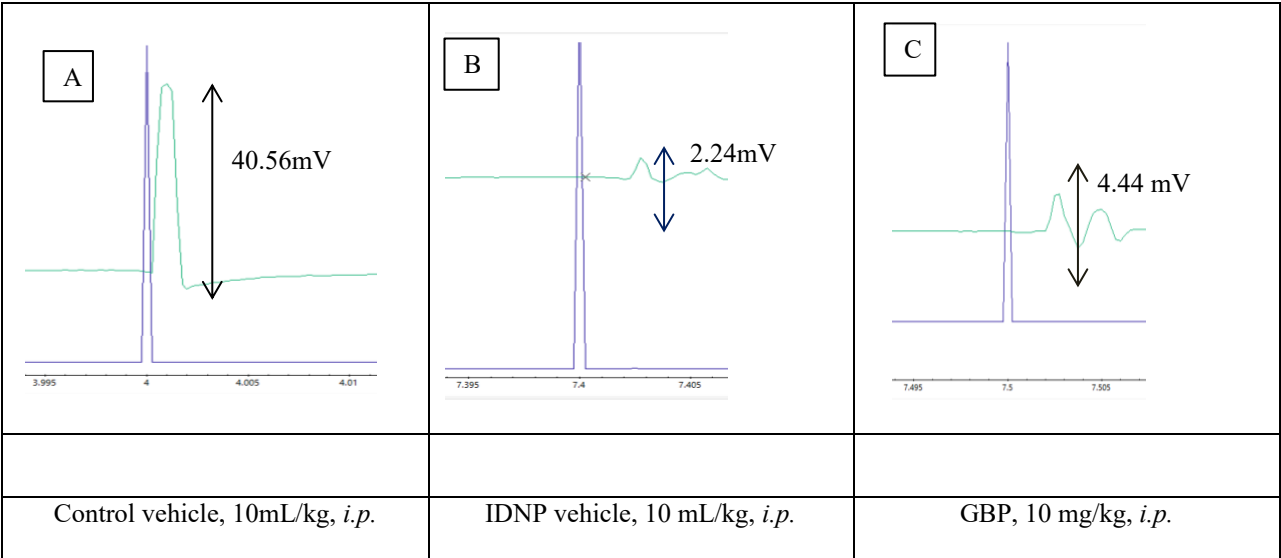 A
40.56mV
3.995 4 4.005 4.01
B
2.24mV
7.395 7.4 7.405
C
4.44 mV
7.495 7.5 7.505
Control vehicle, 10mL/kg, i.p.
IDNP vehicle, 10 mL/kg, i.p.
GBP, 10 mg/kg, i.p.